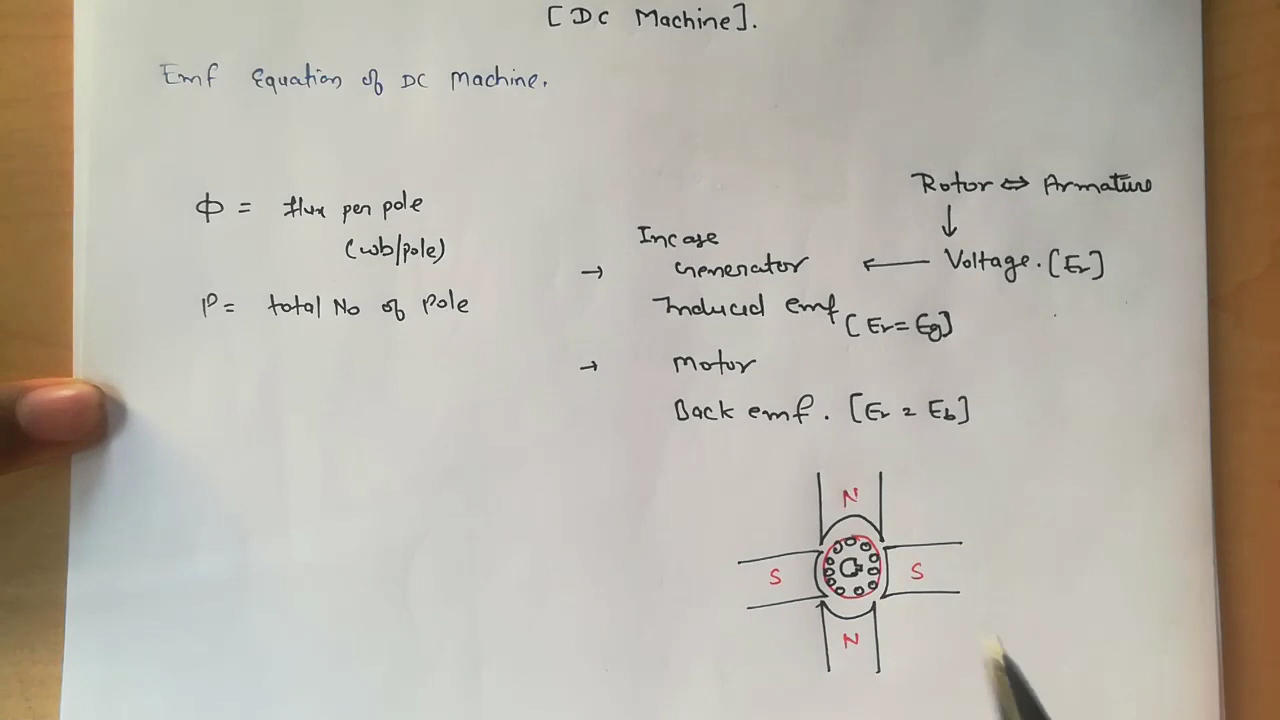 [DC Machine].
Emf Equation of DC Machine.
Φ = flux per pole
(wb/pole)
P = total No of pole
Rotor ⇔ Armature
↓
Voltage. [Er]
←
Incase
→ Generator
Induced emf [Er = Eg]
→ Motor
Back emf. [Er = Eb]
N
S S
N